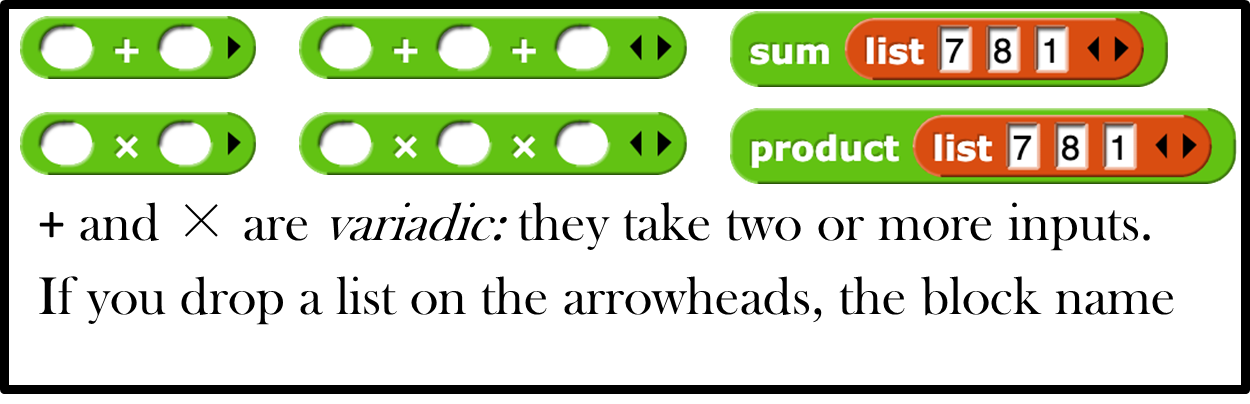 + + + sum list 7 8 1
× × × product list 7 8 1
+ and × are variadic: they take two or more inputs.
If you drop a list on the arrowheads, the block name